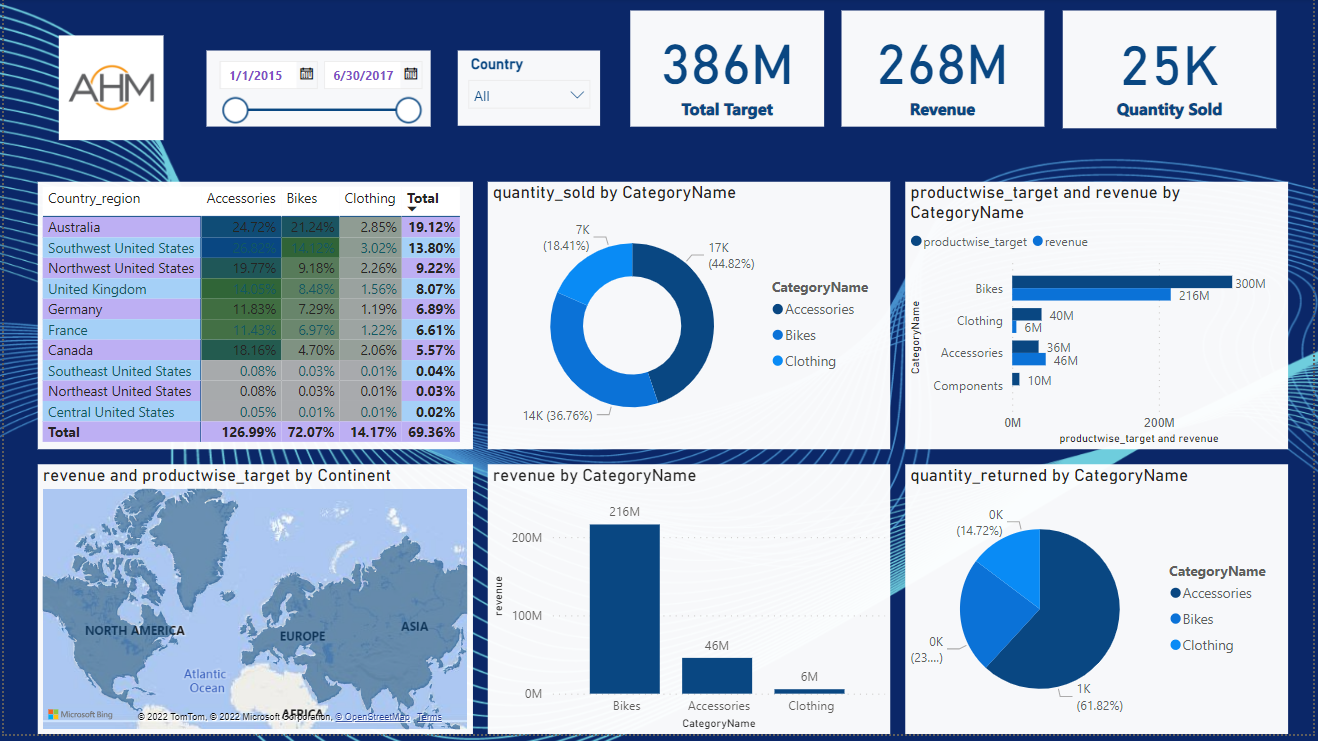 AHM
1/1/2015 6/30/2017
Country
All
386M
Total Target
268M
Revenue
25K
Quantity Sold
Country_region Accessories Bikes Clothing Total
Australia 24.72% 21.24% 2.85% 19.12%
Southwest United States 14.12% 3.02% 13.80%
Northwest United States 19.77% 9.18% 2.26% 9.22%
United Kingdom 14.05% 8.48% 1.56% 8.07%
Germany 11.83% 7.29% 1.19% 6.89%
France 11.43% 6.97% 1.22% 6.61%
Canada 18.16% 4.70% 2.06% 5.57%
Southeast United States 0.08% 0.03% 0.01% 0.04%
Northeast United States 0.08% 0.03% 0.01% 0.03%
Central United States 0.05% 0.01% 0.01% 0.02%
Total 126.99% 72.07% 14.17% 69.36%
quantity_sold by CategoryName
7K
(18.41%)
17K
(44.82%)
14K (36.76%)
CategoryName
Accessories
Bikes
Clothing
productwise_target and revenue by
CategoryName
productwise_target revenue
CategoryName
Bikes 300M
216M
Clothing 40M
6M
Accessories 36M
46M
Components 10M
0M 200M
productwise_target and revenue
revenue and productwise_target by Continent
NORTH AMERICA
EUROPE
ASIA
Atlantic
Ocean
AFRICA
Microsoft Bing
© 2022 TomTom, © 2022 Microsoft Corporation, © OpenStreetMap Terms
revenue by CategoryName
revenue
200M
100M
0M
216M
46M
6M
Bikes Accessories Clothing
CategoryName
quantity_returned by CategoryName
0K
(14.72%)
0K
(23....)
1K
(61.82%)
CategoryName
Accessories
Bikes
Clothing